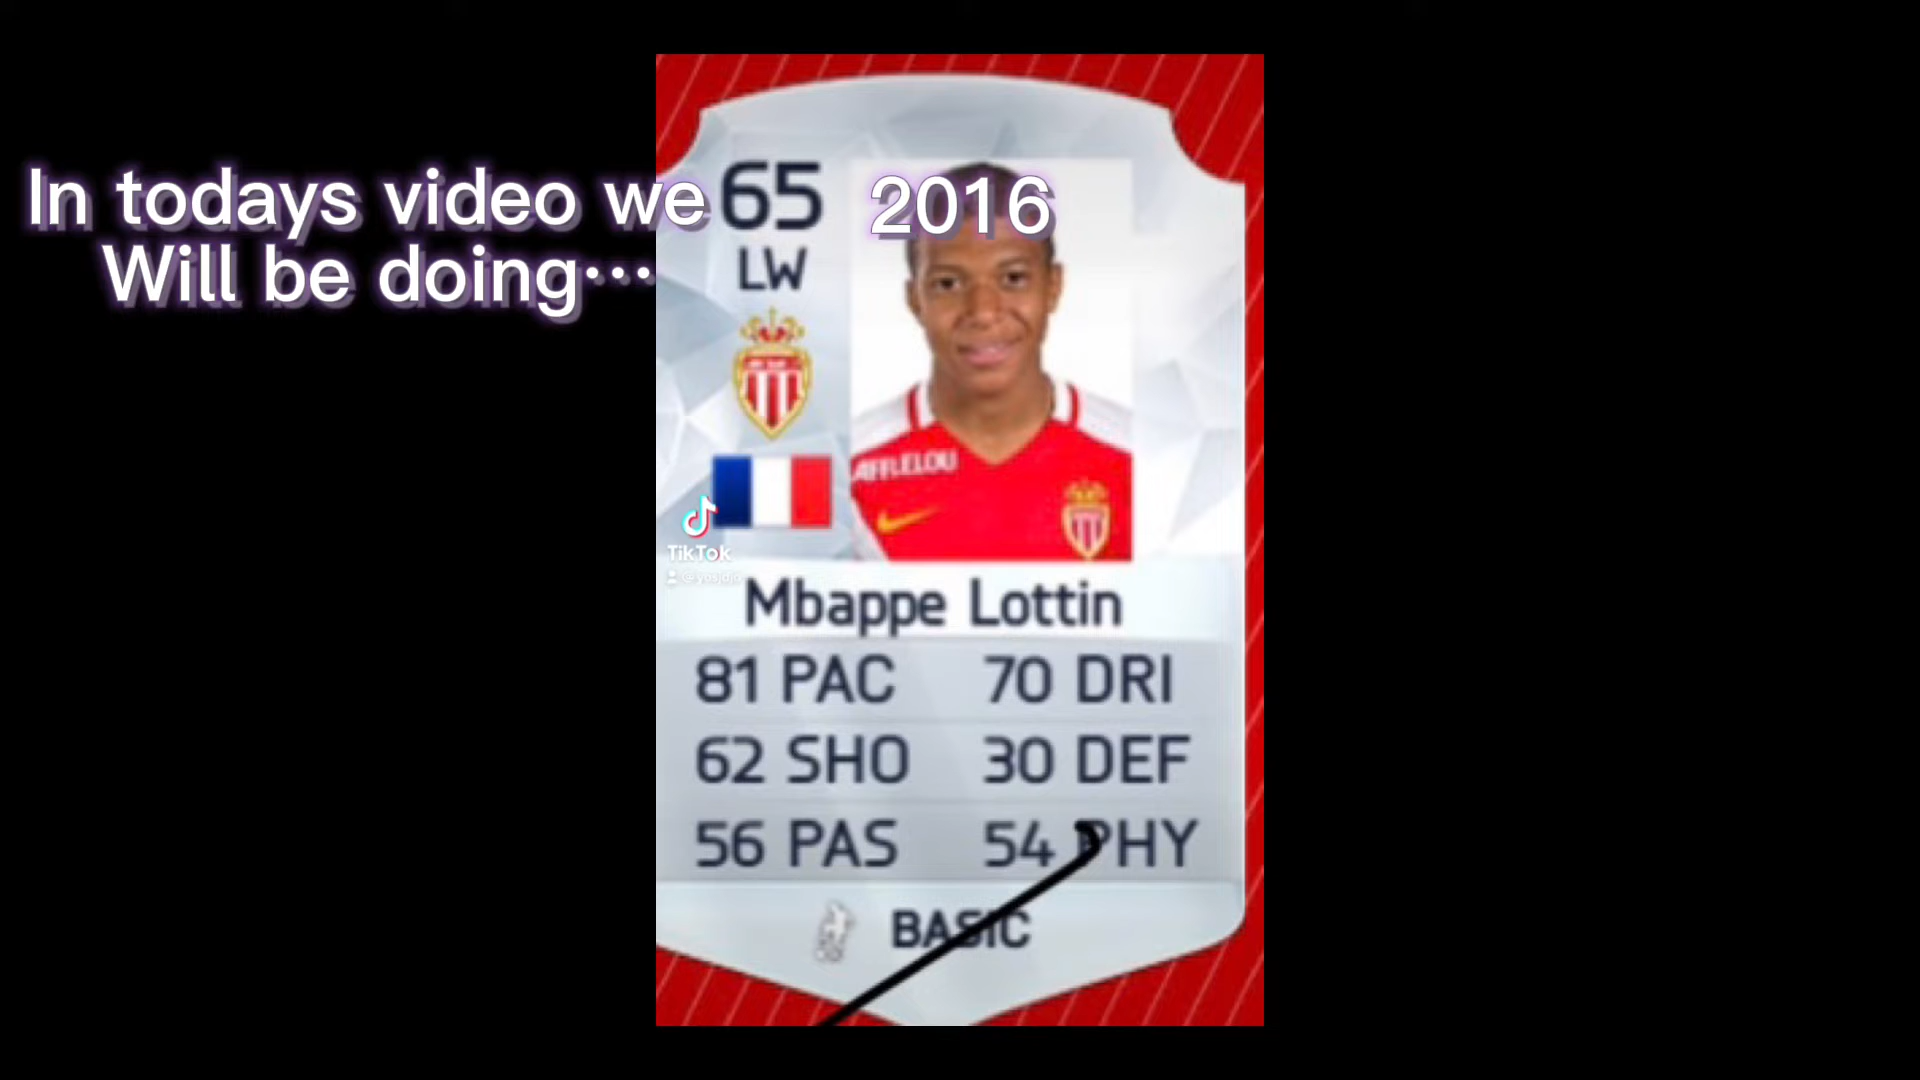 In todays video we
Will be doing…
65
2016
LW
AFFLELOU
TikTok
Mbappe Lottin
81 PAC 70 DRI
62 SHO 30 DEF
56 PAS 54 PHY
BASIC